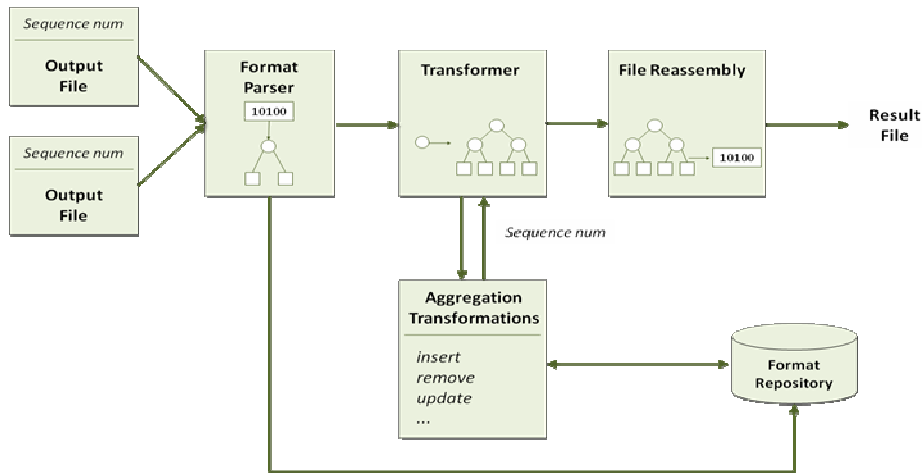 Sequence num
Output
File
Sequence num
Output
File
Format
Parser
10100
Transformer
File Reassembly
10100
Result
File
Sequence num
Aggregation
Transformations
insert
remove
update
...
Format
Repository